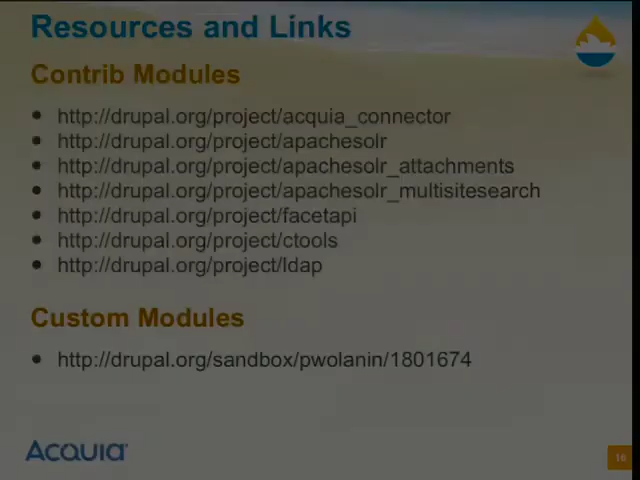 Resources and Links
Contrib Modules
• http://drupal.org/project/acquia_connector
• http://drupal.org/project/apachesolr
• http://drupal.org/project/apachesolr_attachments
• http://drupal.org/project/apachesolr_multisitesearch
• http://drupal.org/project/facetapi
• http://drupal.org/project/ctools
• http://drupal.org/project/ldap
Custom Modules
• http://drupal.org/sandbox/pwolanin/1801674
Acquia
16